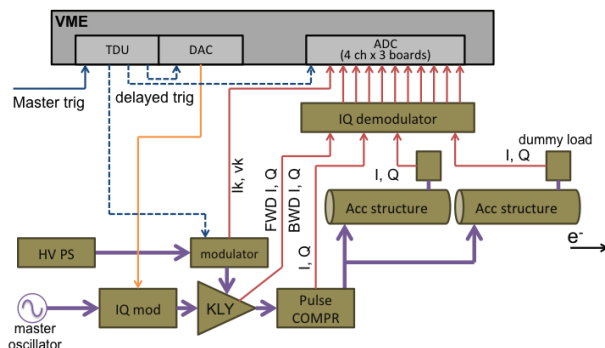 VME
TDU
DAC
ADC
(4 ch x 3 boards)
Master trig
delayed trig
IQ demodulator
dummy load
Ik, vk
FWD I, Q
BWD I, Q
I, Q
I, Q
I, Q
Acc structure
Acc structure
e-
HV PS
modulator
IQ mod
KLY
Pulse
COMPR
master
oscillator